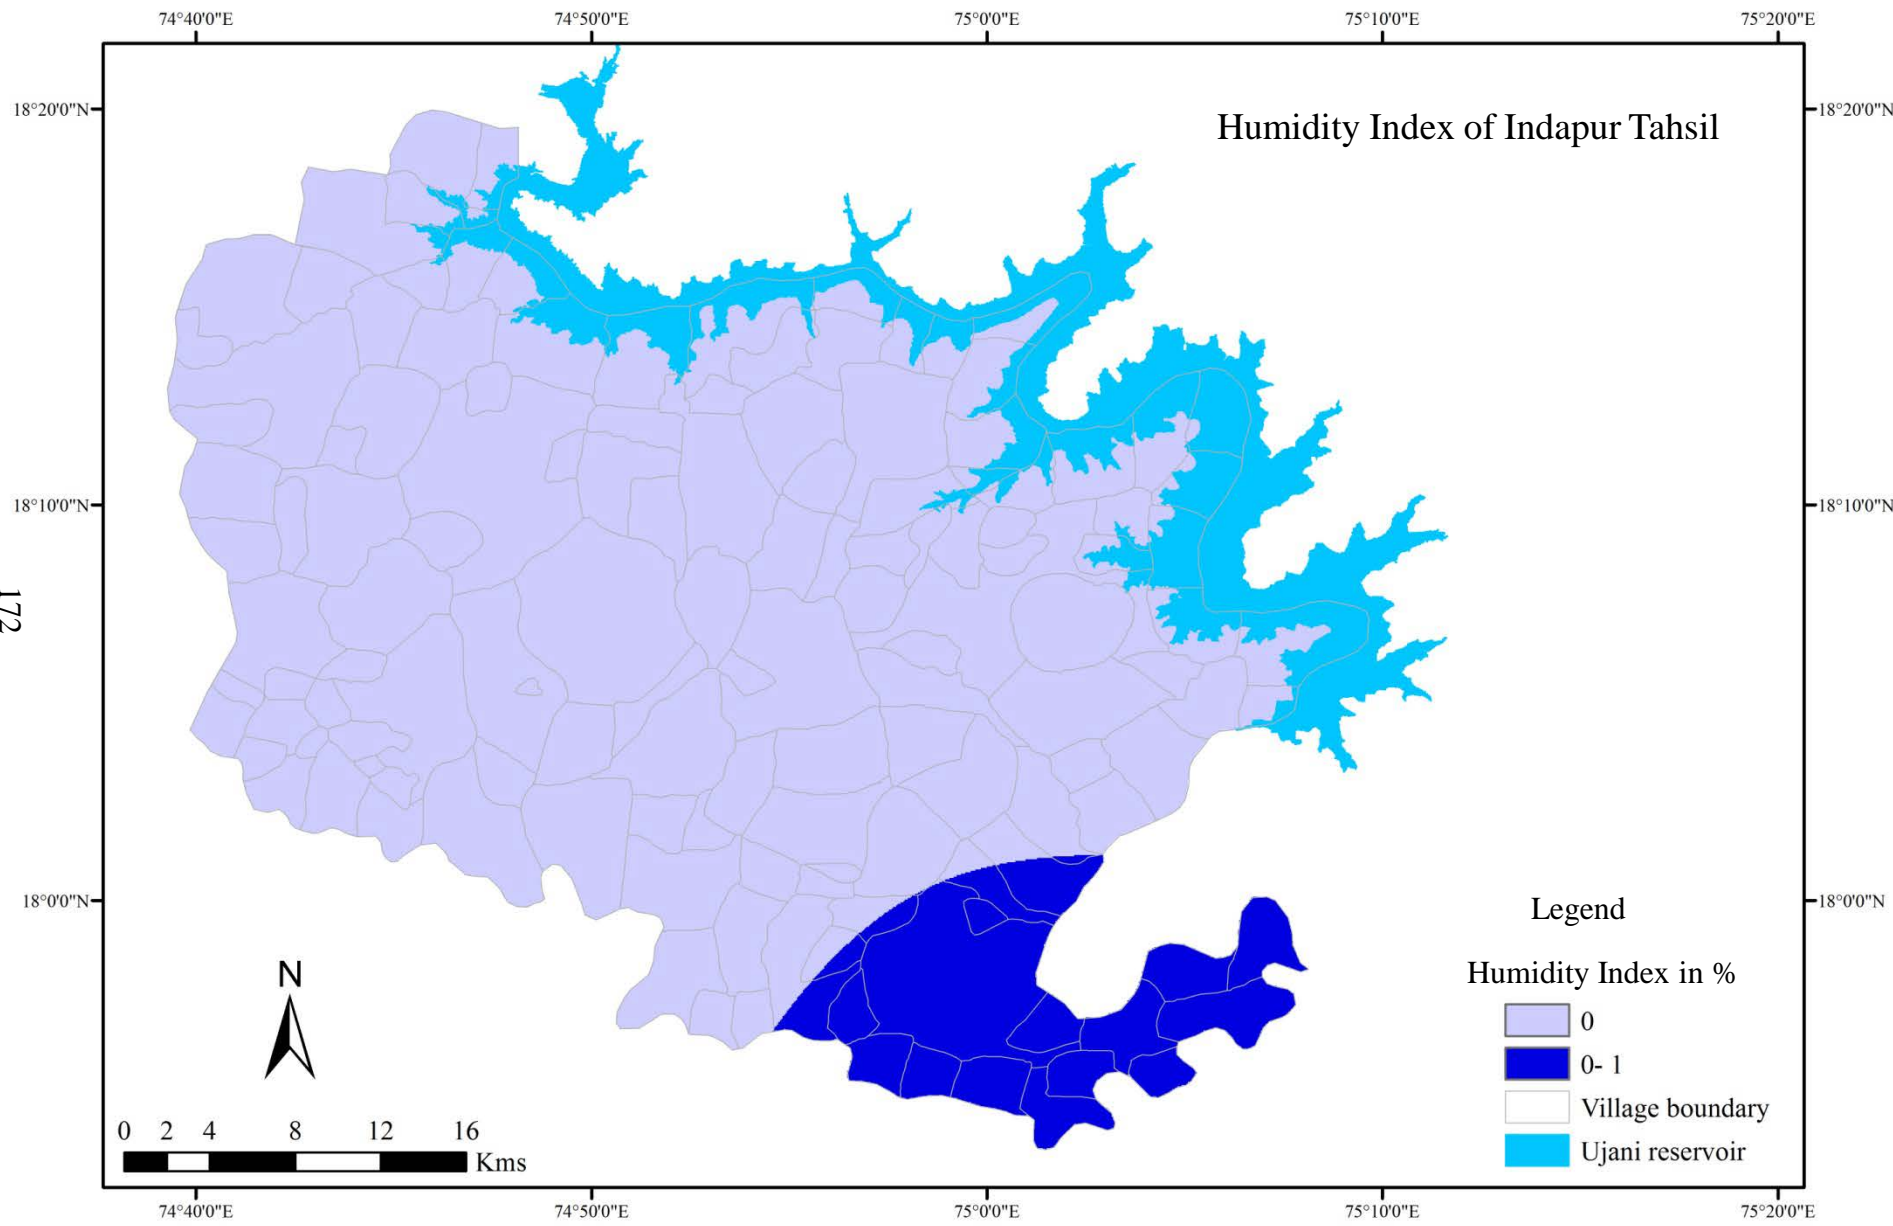 74°40'0"E 74°50'0"E 75°0'0"E 75°10'0"E 75°20'0"E
18°20'0"N 18°20'0"N
Humidity Index of Indapur Tahsil
18°10'0"N 18°10'0"N
172
18°0'0"N 18°0'0"N
Legend
Humidity Index in %
0
0- 1
Village boundary
Ujani reservoir
N
0 2 4 8 12 16
Kms
74°40'0"E 74°50'0"E 75°0'0"E 75°10'0"E 75°20'0"E